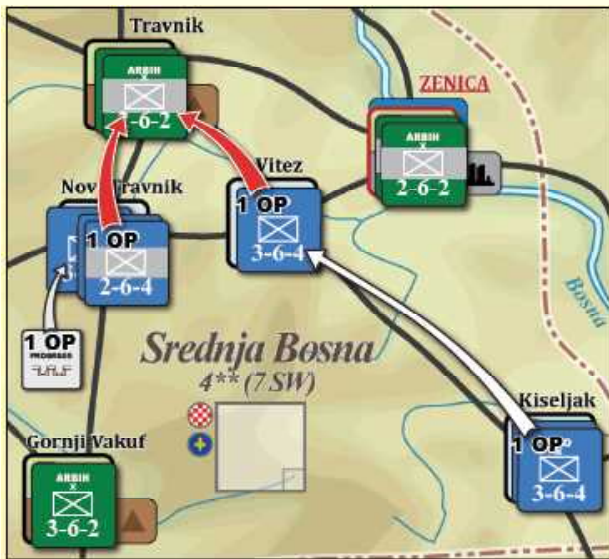 Travnik
ARBIH
X
-6-2
ZENICA
ARBIH
X
2-6-2
Vitez
1 OP
3-6-4
Nov Travnik
1 OP
2-6-4
1 OP
Srednja Bosna
4** (7 SW)
Bosna
Kiseljak
1 OP
3-6-4
Gornji Vakuf
ARBIH
X
3-6-2